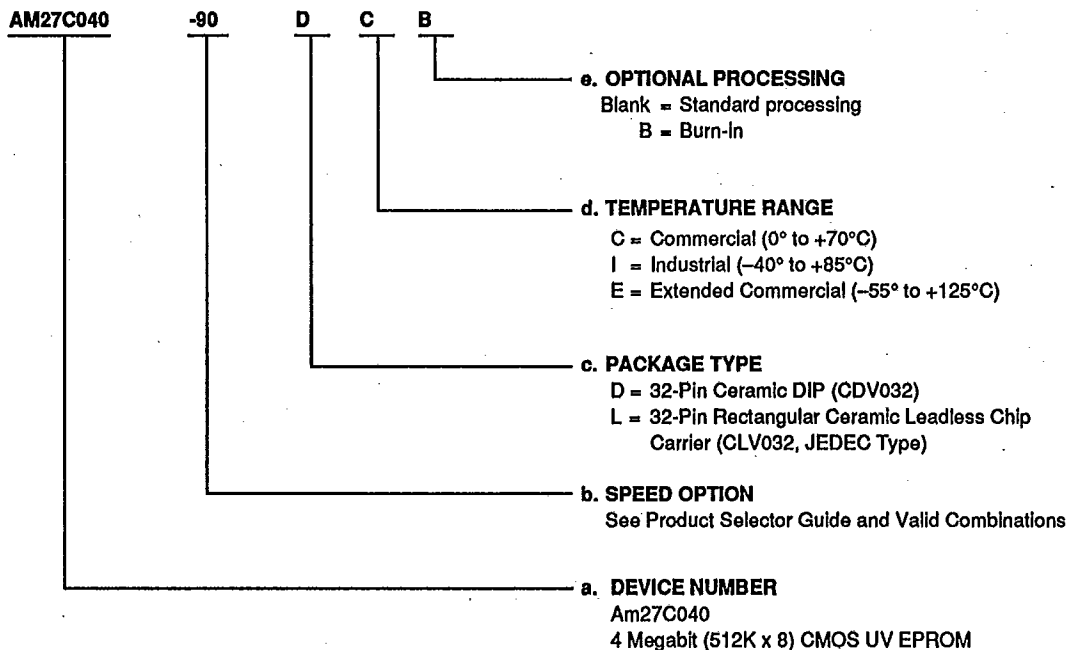 AM27C040 -90 D C B
e. OPTIONAL PROCESSING
Blank = Standard processing
B = Burn-In
d. TEMPERATURE RANGE
C = Commercial (0° to +70°C)
I = Industrial (–40° to +85°C)
E = Extended Commercial (–55° to +125°C)
c. PACKAGE TYPE
D = 32-Pin Ceramic DIP (CDV032)
L = 32-Pin Rectangular Ceramic Leadless Chip
Carrier (CLV032, JEDEC Type)
b. SPEED OPTION
See Product Selector Guide and Valid Combinations
a. DEVICE NUMBER
Am27C040
4 Megabit (512K x 8) CMOS UV EPROM